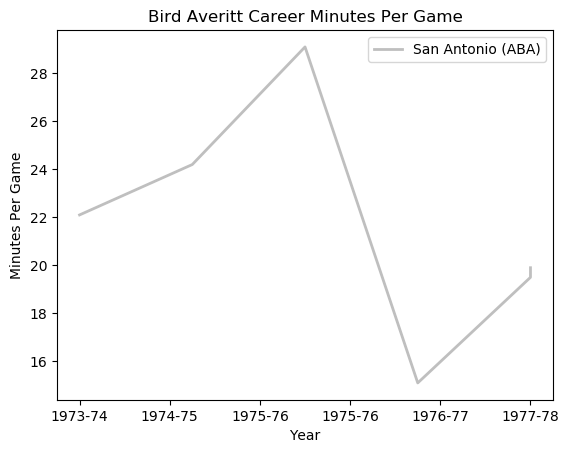 Bird Averitt Career Minutes Per Game
San Antonio (ABA)
28
26
24
22
20
18
16
Minutes Per Game
1973-74 1974-75 1975-76 1975-76 1976-77 1977-78
Year